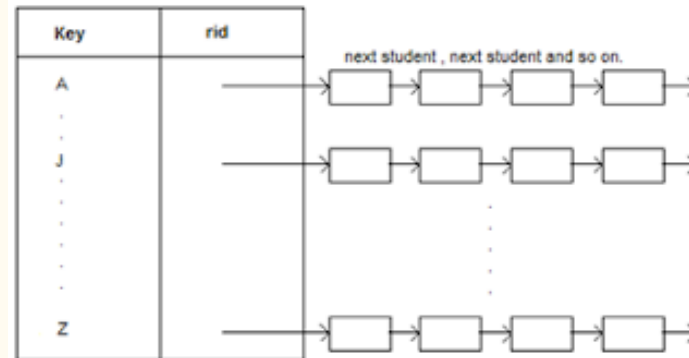 Key rid
next student , next student and so on.
A
.
.
J
.
.
.
.
.
.
Z
.
.
.
.
.